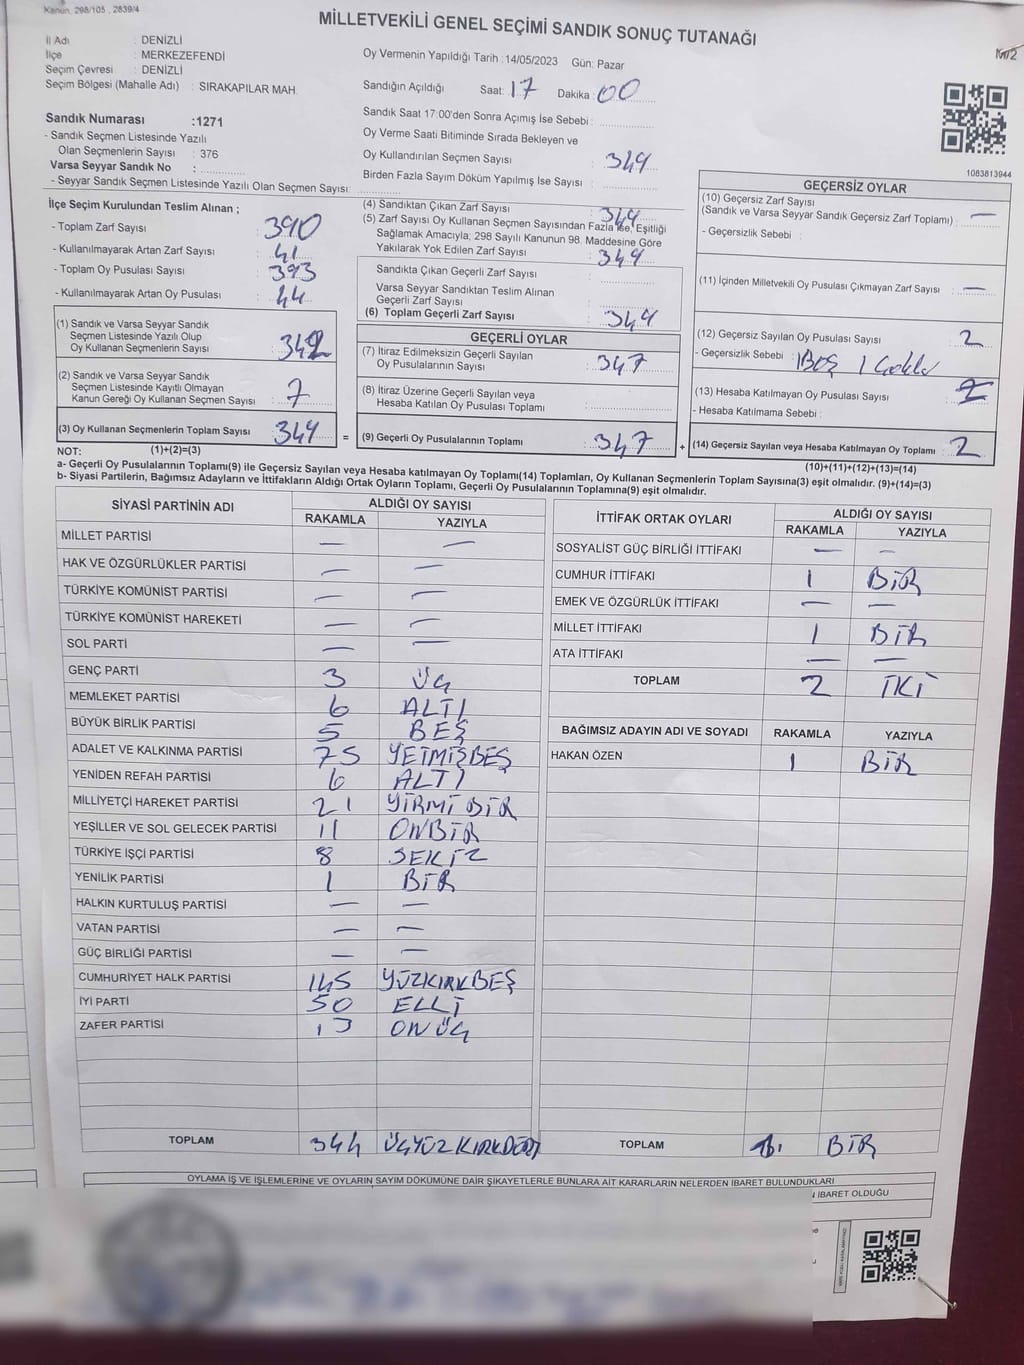 Kanun, 298/105 , 2839/4
MİLLETVEKİLİ GENEL SEÇİMİ SANDIK SONUÇ TUTANAĞI
İl Adı : DENİZLİ
İlçe : MERKEZEFENDİ
Seçim Çevresi : DENİZLİ
Seçim Bölgesi (Mahalle Adı) : SIRAKAPILAR MAH.
Sandık Numarası :1271
- Sandık Seçmen Listesinde Yazılı
Olan Seçmenlerin Sayısı : 376
Varsa Seyyar Sandık No :
- Seyyar Sandık Seçmen Listesinde Yazılı Olan Seçmen Sayısı:
Oy Vermenin Yapıldığı Tarih : 14/05/2023 Gün: Pazar
Sandığın Açıldığı Saat: 17 Dakika : 00
Sandık Saat 17:00'den Sonra Açımış İse Sebebi :
Oy Verme Saati Bitiminde Sırada Bekleyen ve
Oy Kullandırılan Seçmen Sayısı : 349
Birden Fazla Sayım Döküm Yapılmış İse Sayısı :
1083813944
İlçe Seçim Kurulundan Teslim Alınan ;
- Toplam Zarf Sayısı : 390
- Kullanılmayarak Artan Zarf Sayısı : 41
- Toplam Oy Pusulası Sayısı : 393
- Kullanılmayarak Artan Oy Pusulası : 44
(1) Sandık ve Varsa Seyyar Sandık
Seçmen Listesinde Yazılı Olup
Oy Kullanan Seçmenlerin Sayısı : 342
(2) Sandık ve Varsa Seyyar Sandık
Seçmen Listesinde Kayıtlı Olmayan
Kanun Gereği Oy Kullanan Seçmen Sayısı : 7
(3) Oy Kullanan Seçmenlerin Toplam Sayısı : 349 =
(4) Sandıktan Çıkan Zarf Sayısı : 349
(5) Zarf Sayısı Oy Kullanan Seçmen Sayısından Fazla İse, Eşitliği
Sağlamak Amacıyla; 298 Sayılı Kanunun 98. Maddesine Göre
Yakılarak Yok Edilen Zarf Sayısı : 349
Sandıkta Çıkan Geçerli Zarf Sayısı :
Varsa Seyyar Sandıktan Teslim Alınan
Geçerli Zarf Sayısı :
(6) Toplam Geçerli Zarf Sayısı : 349
GEÇERLİ OYLAR
(7) İtiraz Edilmeksizin Geçerli Sayılan
Oy Pusulalarının Sayısı : 347
(8) İtiraz Üzerine Geçerli Sayılan veya
Hesaba Katılan Oy Pusulası Toplamı :
(9) Geçerli Oy Pusulalarının Toplamı : 347 +
GEÇERSİZ OYLAR
(10) Geçersiz Zarf Sayısı
(Sandık ve Varsa Seyyar Sandık Geçersiz Zarf Toplamı) : —
- Geçersizlik Sebebi :
(11) İçinden Milletvekili Oy Pusulası Çıkmayan Zarf Sayısı : —
(12) Geçersiz Sayılan Oy Pusulası Sayısı : 2
- Geçersizlik Sebebi : 1 Boş 1
(13) Hesaba Katılmayan Oy Pusulası Sayısı
- Hesaba Katılmama Sebebi :
(14) Geçersiz Sayılan veya Hesaba Katılmayan Oy Toplamı : 2
NOT: (1)+(2)=(3)
(10)+(11)+(12)+(13)=(14)
a- Geçerli Oy Pusulalarının Toplamı(9) ile Geçersiz Sayılan veya Hesaba katılmayan Oy Toplamı(14) Toplamları, Oy Kullanan Seçmenlerin Toplam Sayısına(3) eşit olmalıdır. (9)+(14)=(3)
b- Siyasi Partilerin, Bağımsız Adayların ve İttifakların Aldığı Ortak Oyların Toplamı, Geçerli Oy Pusulalarının Toplamına(9) eşit olmalıdır.
SİYASİ PARTİNİN ADI ALDIĞI OY SAYISI
RAKAMLA YAZIYLA
MİLLET PARTİSİ — —
HAK VE ÖZGÜRLÜKLER PARTİSİ — —
TÜRKİYE KOMÜNİST PARTİSİ — —
TÜRKİYE KOMÜNİST HAREKETİ — —
SOL PARTİ — —
GENÇ PARTİ 3 ÜÇ
MEMLEKET PARTİSİ 6 ALTI
BÜYÜK BİRLİK PARTİSİ 5 BEŞ
ADALET VE KALKINMA PARTİSİ 75 YETMİŞBEŞ
YENİDEN REFAH PARTİSİ 6 ALTI
MİLLİYETÇİ HAREKET PARTİSİ 21 YİRMİ BİR
YEŞİLLER VE SOL GELECEK PARTİSİ 11 ONBİR
TÜRKİYE İŞÇİ PARTİSİ 8 SEKİZ
YENİLİK PARTİSİ 1 BİR
HALKIN KURTULUŞ PARTİSİ — —
VATAN PARTİSİ — —
GÜÇ BİRLİĞİ PARTİSİ — —
CUMHURİYET HALK PARTİSİ 145 YÜZKIRKBEŞ
İYİ PARTİ 50 ELLİ
ZAFER PARTİSİ 13 ONÜÇ
TOPLAM 344 ÜÇYÜZKIRKDÖRT
İTTİFAK ORTAK OYLARI ALDIĞI OY SAYISI
RAKAMLA YAZIYLA
SOSYALİST GÜÇ BİRLİĞİ İTTİFAKI — —
CUMHUR İTTİFAKI 1 BİR
EMEK VE ÖZGÜRLÜK İTTİFAKI — —
MİLLET İTTİFAKI 1 BİR
ATA İTTİFAKI — —
TOPLAM 2 İKİ
BAĞIMSIZ ADAYIN ADI VE SOYADI RAKAMLA YAZIYLA
HAKAN ÖZEN 1 BİR
TOPLAM 1 BİR
OYLAMA İŞ VE İŞLEMLERİNE VE OYLARIN SAYIM DÖKÜMÜNE DAİR ŞİKAYETLERLE BUNLARA AİT KARARLARIN NELERDEN İBARET BULUNDUKLARI
İBARET OLDUĞU